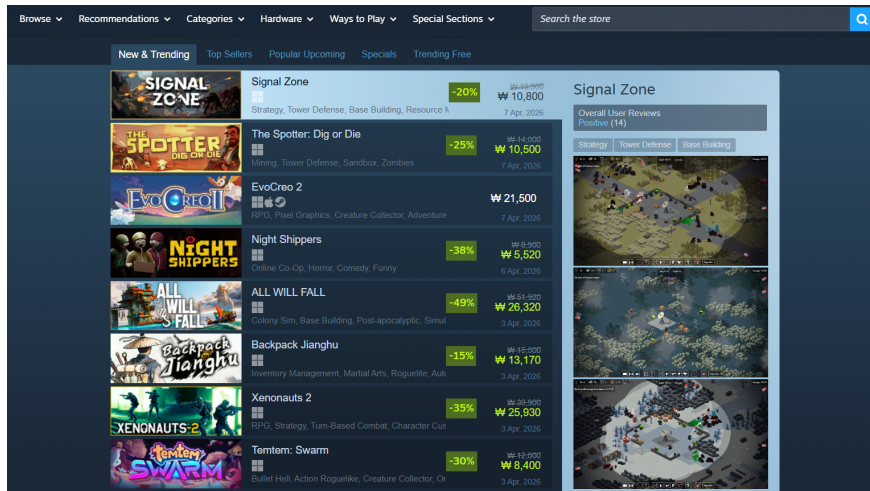 Browse Recommendations Categories Hardware Ways to Play Special Sections Search the store
New & Trending Top Sellers Popular Upcoming Specials Trending Free
SIGNAL ZONE
Signal Zone
-20%
₩ 13,500
₩ 10,800
Strategy, Tower Defense, Base Building, Resource M
7 Apr, 2026
THE SPOTTER DIG OR DIE
The Spotter: Dig or Die
-25%
₩ 14,000
₩ 10,500
Mining, Tower Defense, Sandbox, Zombies
7 Apr, 2026
EVOCREO II
EvoCreo 2
₩ 21,500
RPG, Pixel Graphics, Creature Collector, Adventure
7 Apr, 2026
NIGHT SHIPPERS
Night Shippers
-38%
₩ 8,900
₩ 5,520
Online Co-Op, Horror, Comedy, Funny
6 Apr, 2026
ALL WILL FALL
ALL WILL FALL
-49%
₩ 51,920
₩ 26,320
Colony Sim, Base Building, Post-apocalyptic, Simul
3 Apr, 2026
Backpack Jianghu
Backpack Jianghu
-15%
₩ 13,170
Inventory Management, Martial Arts, Roguelite, Aut
3 Apr, 2026
XENONAUTS-2
Xenonauts 2
-35%
₩ 39,900
₩ 25,930
RPG, Strategy, Turn-Based Combat, Character Cus
3 Apr, 2026
temtem SWARM
Temtem: Swarm
-30%
₩ 12,000
₩ 8,400
Bullet Hell, Action Roguelike, Creature Collector, Or
3 Apr, 2026
Signal Zone
Overall User Reviews
Positive (14)
Strategy Tower Defense Base Building